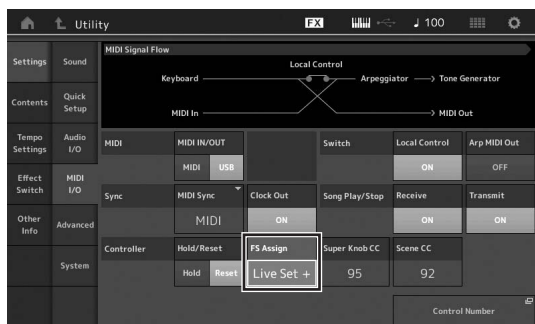 Utility
FX
♩ 100
Settings
Sound
Contents
Quick Setup
Tempo Settings
Audio I/O
Effect Switch
MIDI I/O
Other Info
Advanced
System
MIDI Signal Flow
Local Control
Keyboard
Arpeggiator
Tone Generator
MIDI In
MIDI Out
MIDI
MIDI IN/OUT
MIDI
USB
Switch
Local Control
ON
Arp MIDI Out
OFF
Sync
MIDI Sync
MIDI
Clock Out
ON
Song Play/Stop
Receive
ON
Transmit
ON
Controller
Hold/Reset
Hold
Reset
FS Assign
Live Set +
Super Knob CC
95
Scene CC
92
Control Number